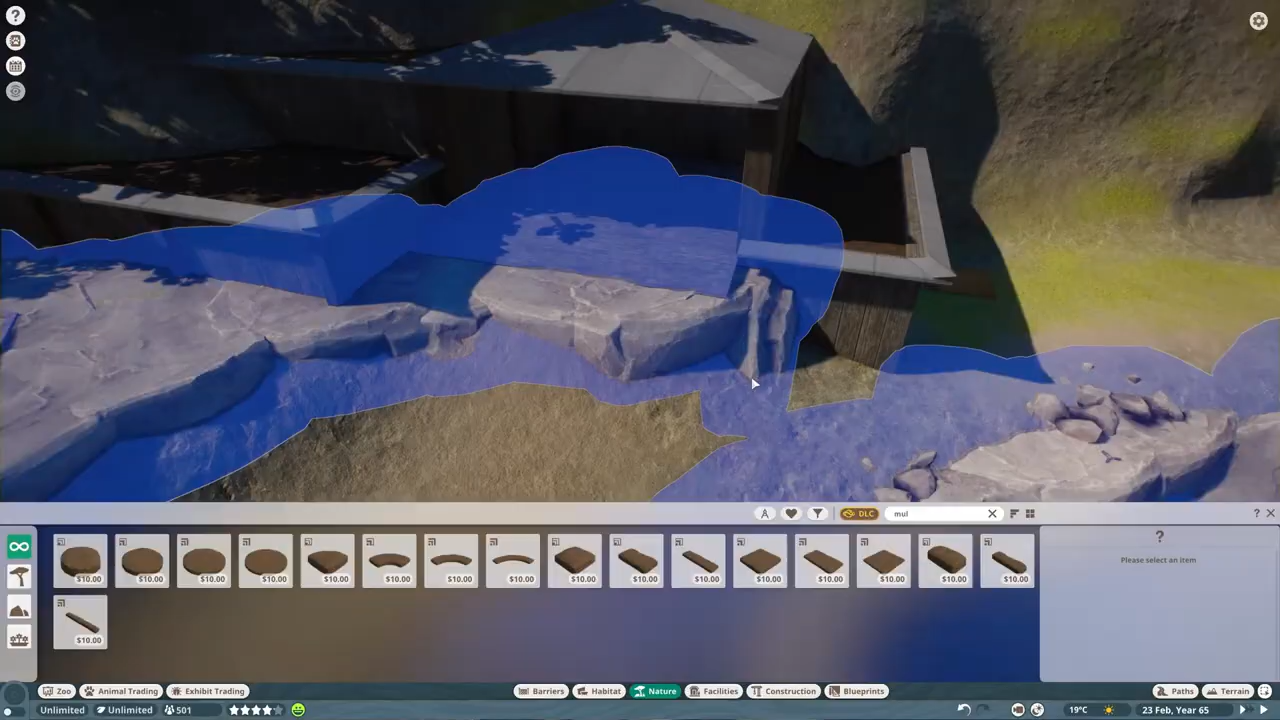 ?
DLC
mul
?
$10.00 $10.00 $10.00 $10.00 $10.00 $10.00 $10.00 $10.00 $10.00 $10.00 $10.00 $10.00 $10.00 $10.00 $10.00 $10.00
$10.00
?
Please select an item
Zoo Animal Trading Exhibit Trading Barriers Habitat Nature Facilities Construction Blueprints Paths Terrain
Unlimited Unlimited 501 19°C 23 Feb, Year 65